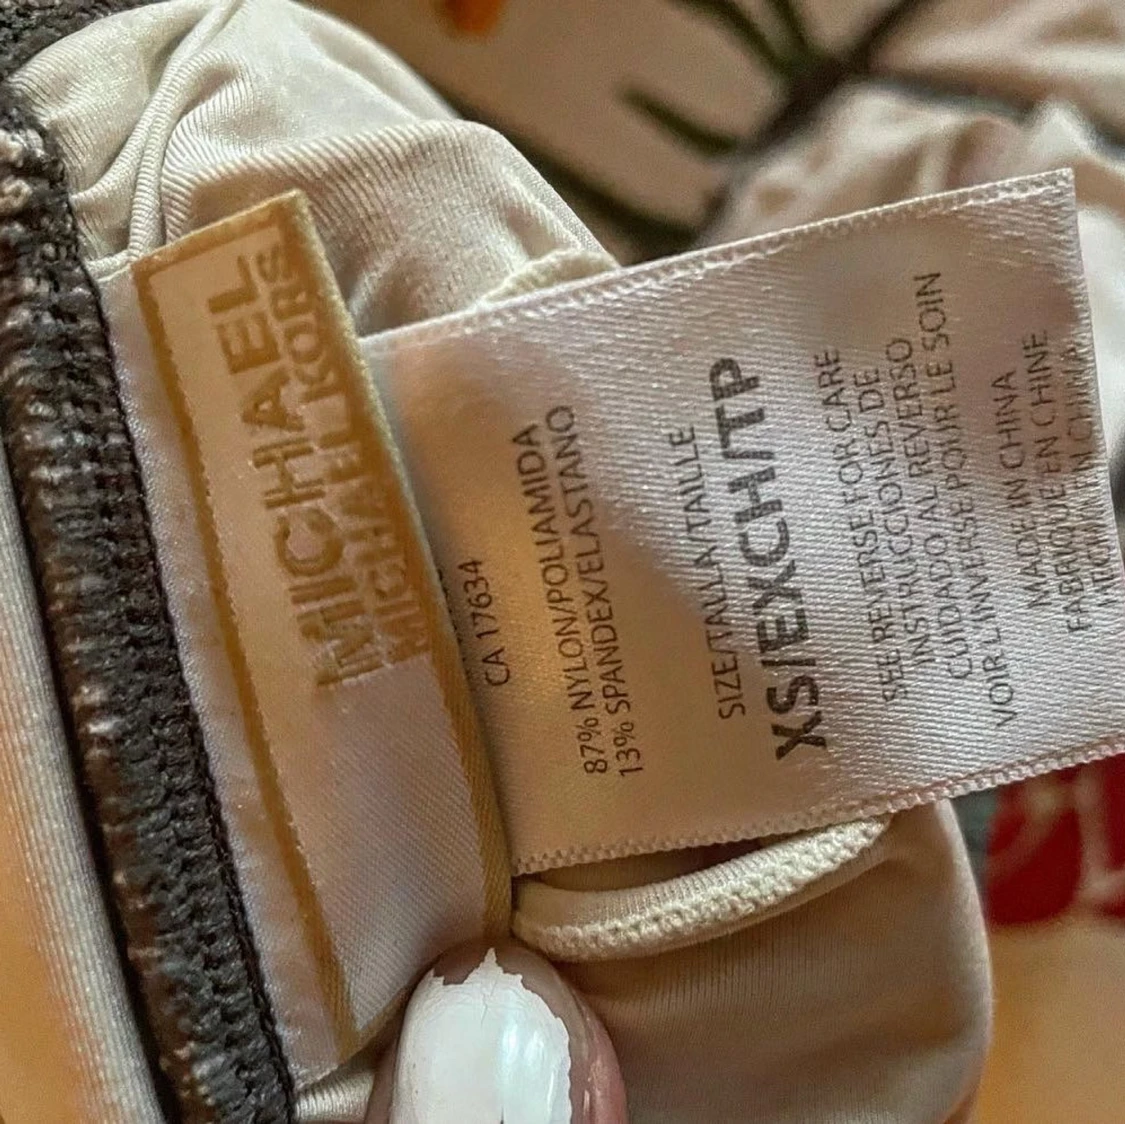 MICHAEL
MICHAEL KORS
CA 17634
87% NYLON/POLIAMIDA
13% SPANDEX/ELASTANO
SIZE/TALLA/TAILLE
XS/EXCH/TP
SEE REVERSE FOR CARE
INSTRUCCIONES DE
CUIDADO AL REVERSO
VOIR L'INVERSE POUR LE SOIN
MADE IN CHINA
FABRIQUE EN CHINE